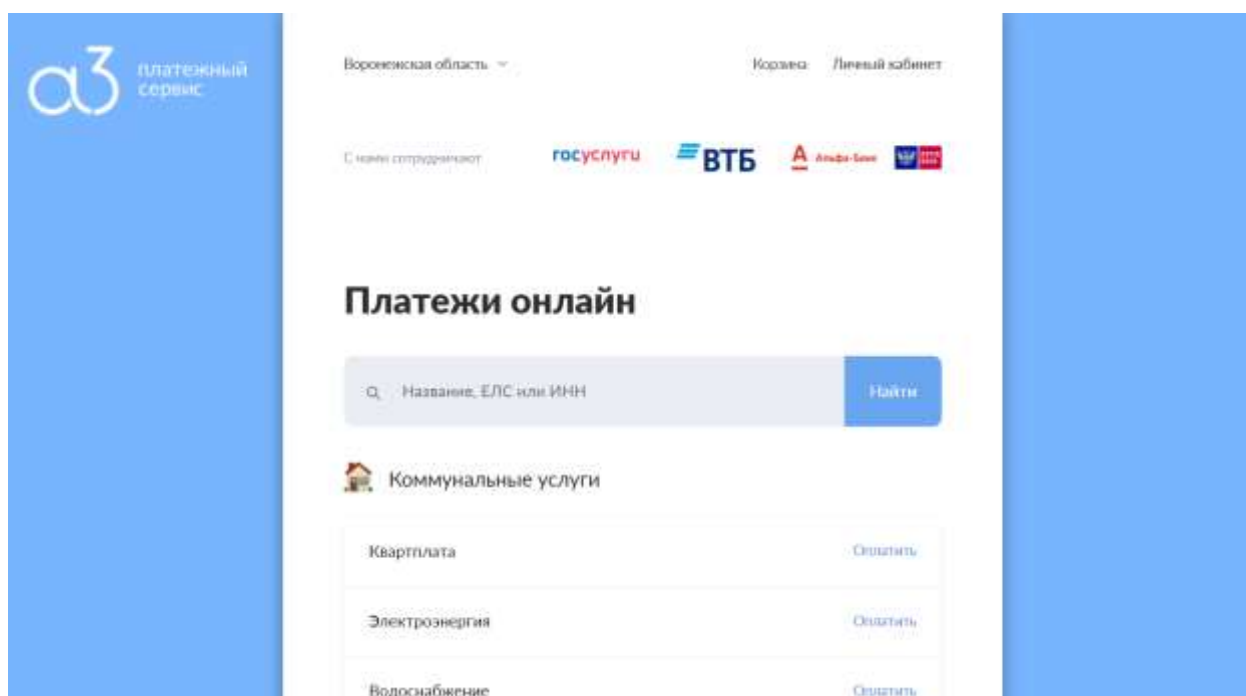 а3 платежный
сервис
Воронежская область
Корзина Личный кабинет
С нами сотрудничают
госуслуги ВТБ Альфа-Банк
Платежи онлайн
Название, ЕЛС или ИНН Найти
Коммунальные услуги
Квартплата Оплатить
Электроэнергия Оплатить
Водоснабжение Оплатить